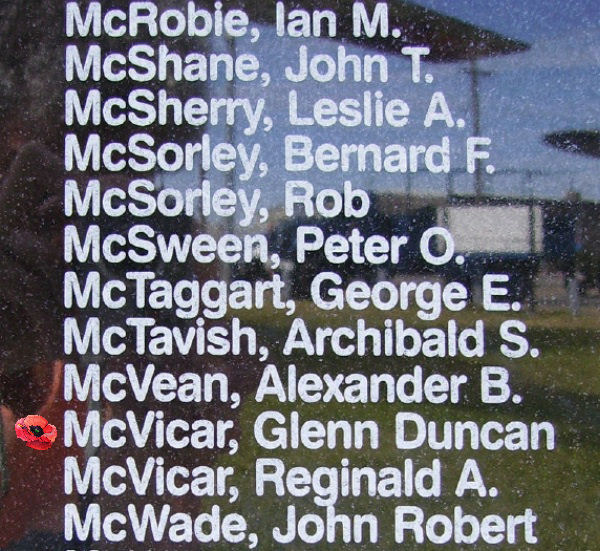 McRobie, Ian M.
McShane, John T.
McSherry, Leslie A.
McSorley, Bernard F.
McSorley, Rob
McSween, Peter O.
McTaggart, George E.
McTavish, Archibald S.
McVean, Alexander B.
McVicar, Glenn Duncan
McVicar, Reginald A.
McWade, John Robert